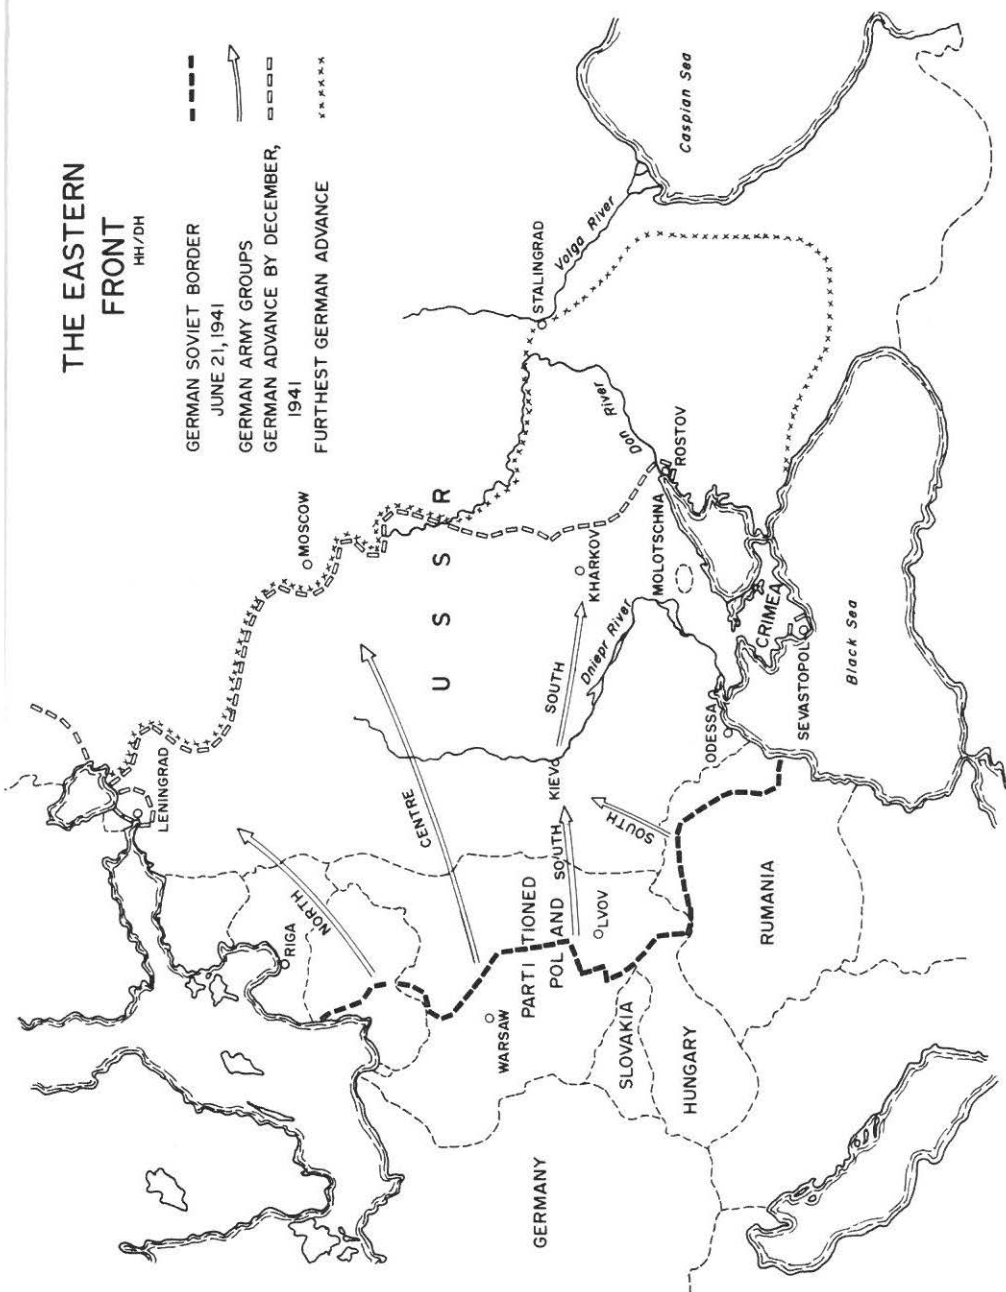 THE EASTERN
FRONT
HH/DH
GERMAN SOVIET BORDER
JUNE 21, 1941
GERMAN ARMY GROUPS
GERMAN ADVANCE BY DECEMBER,
1941
FURTHEST GERMAN ADVANCE
LENINGRAD
MOSCOW
RIGA
NORTH
CENTRE
U S S R
STALINGRAD
Volga River
Caspian Sea
Don
River
WARSAW
PARTITIONED
POLAND
SOUTH
KIEV
SOUTH
KHARKOV
Dniepr River
MOLOTSCHNA
ROSTOV
GERMANY
SLOVAKIA
LVOV
SOUTH
HUNGARY
ODESSA
CRIMEA
SEVASTOPOL
RUMANIA
Black Sea